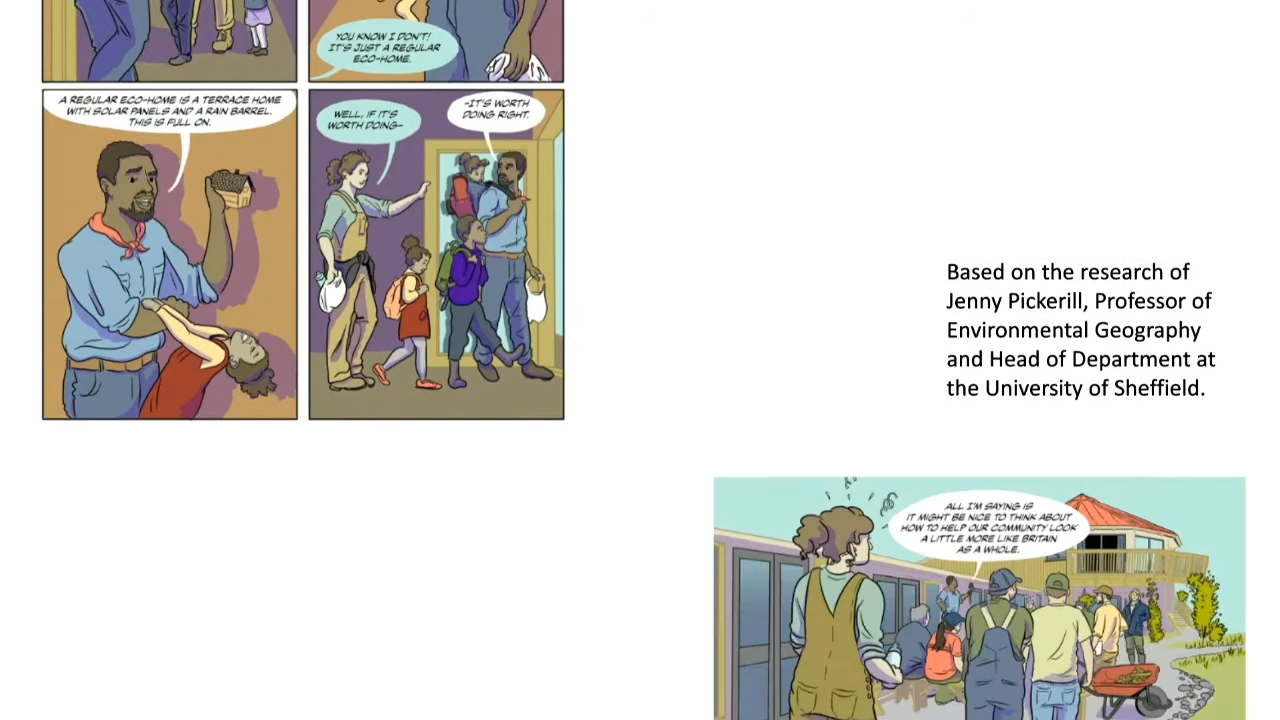 YOU KNOW I DON'T!
IT'S JUST A REGULAR
ECO-HOME.
A REGULAR ECO-HOME IS A TERRACE HOME
WITH SOLAR PANELS AND A RAIN BARREL.
THIS IS FULL ON.
WELL, IF IT'S
WORTH DOING-
-IT'S WORTH
DOING RIGHT.
Based on the research of
Jenny Pickerill, Professor of
Environmental Geography
and Head of Department at
the University of Sheffield.
ALL I'M SAYING IS
IT MIGHT BE NICE TO THINK ABOUT
HOW TO HELP OUR COMMUNITY LOOK
A LITTLE MORE LIKE BRITAIN
AS A WHOLE.